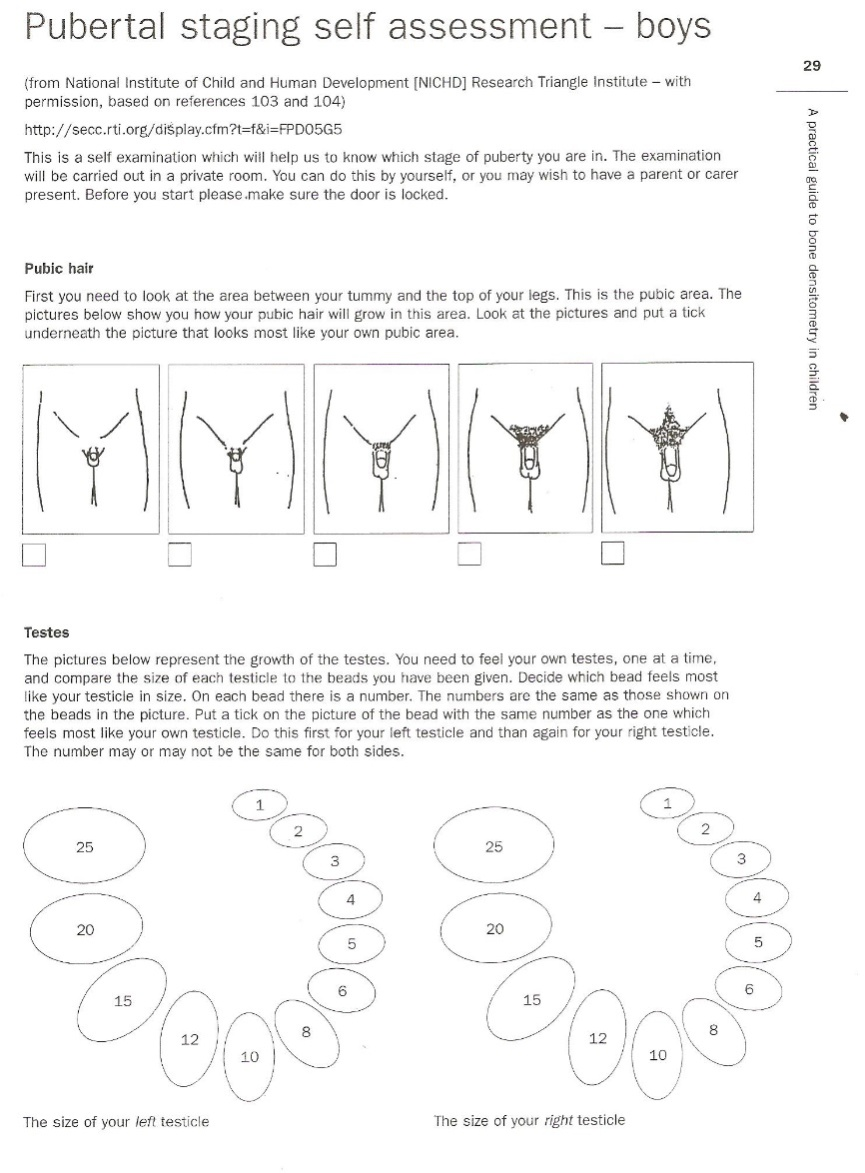 Pubertal staging self assessment – boys
29
(from National Institute of Child and Human Development [NICHD] Research Triangle Institute – with
permission, based on references 103 and 104)
http://secc.rti.org/display.cfm?t=f&i=FPD05G5
This is a self examination which will help us to know which stage of puberty you are in. The examination
will be carried out in a private room. You can do this by yourself, or you may wish to have a parent or carer
present. Before you start please make sure the door is locked.
A practical guide to bone densitometry in children
Pubic hair
First you need to look at the area between your tummy and the top of your legs. This is the pubic area. The
pictures below show you how your pubic hair will grow in this area. Look at the pictures and put a tick
underneath the picture that looks most like your own pubic area.
Testes
The pictures below represent the growth of the testes. You need to feel your own testes, one at a time,
and compare the size of each testicle to the beads you have been given. Decide which bead feels most
like your testicle in size. On each bead there is a number. The numbers are the same as those shown on
the beads in the picture. Put a tick on the picture of the bead with the same number as the one which
feels most like your own testicle. Do this first for your left testicle and than again for your right testicle.
The number may or may not be the same for both sides.
1
2
3
4
5
6
8
10
12
15
20
25
The size of your left testicle
1
2
3
4
5
6
8
10
12
15
20
25
The size of your right testicle